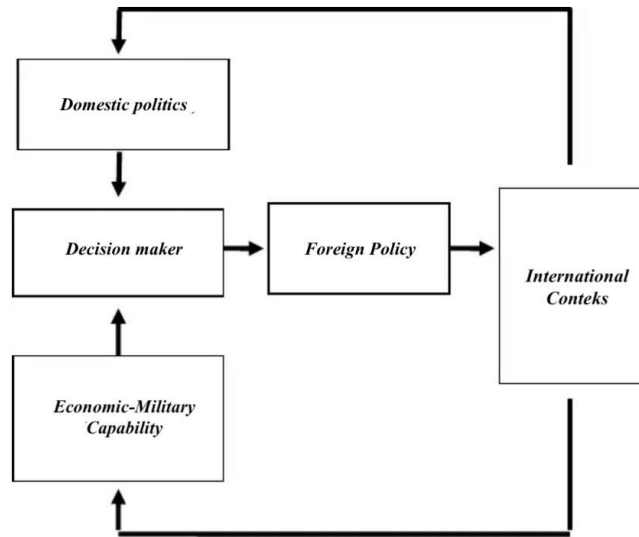 Domestic politics
Decision maker
Foreign Policy
International
Conteks
Economic-Military
Capability